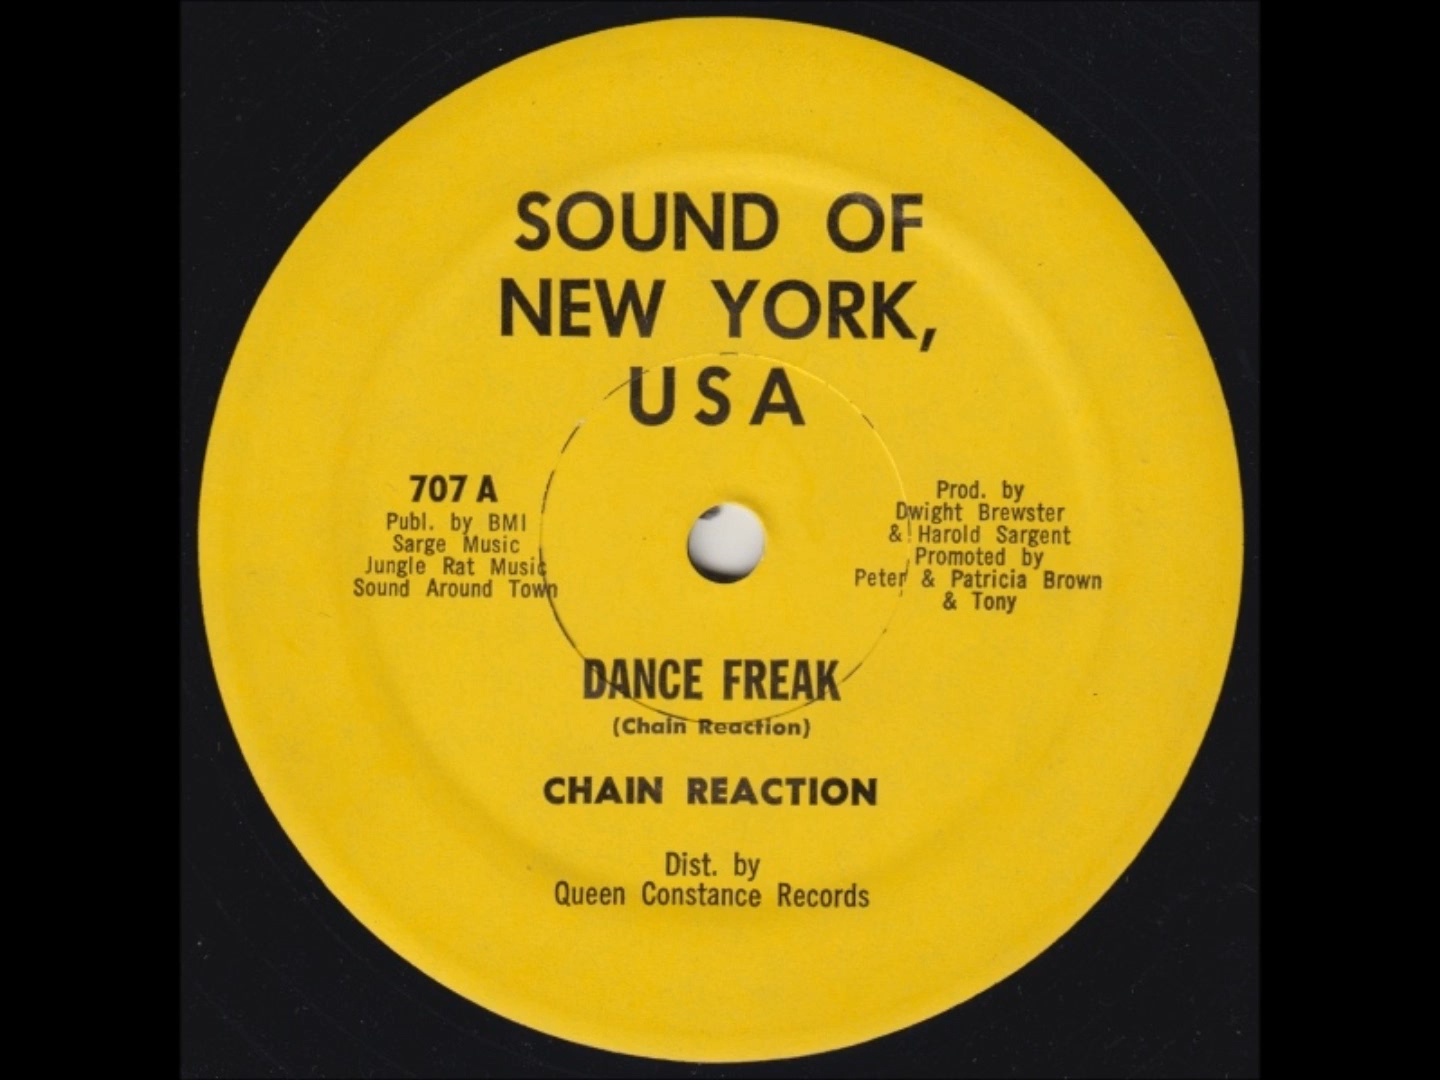 SOUND OF
NEW YORK,
USA
707 A
Publ. by BMI
Sarge Music
Jungle Rat Music
Sound Around Town
Prod. by
Dwight Brewster
& Harold Sargent
Promoted by
Peter & Patricia Brown
& Tony
DANCE FREAK
(Chain Reaction)
CHAIN REACTION
Dist. by
Queen Constance Records